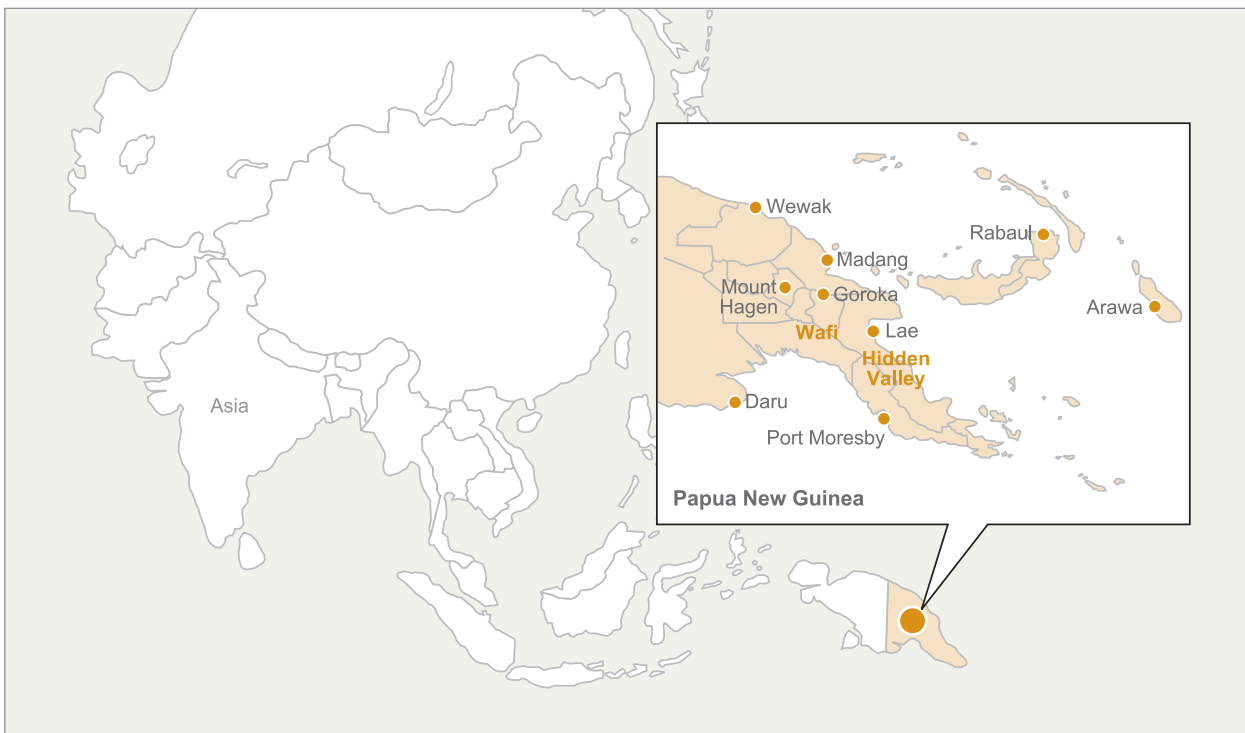 Wewak
Rabaul
Madang
Mount
Hagen
Goroka
Arawa
Wafi
Lae
Hidden
Valley
Asia
Daru
Port Moresby
Papua New Guinea